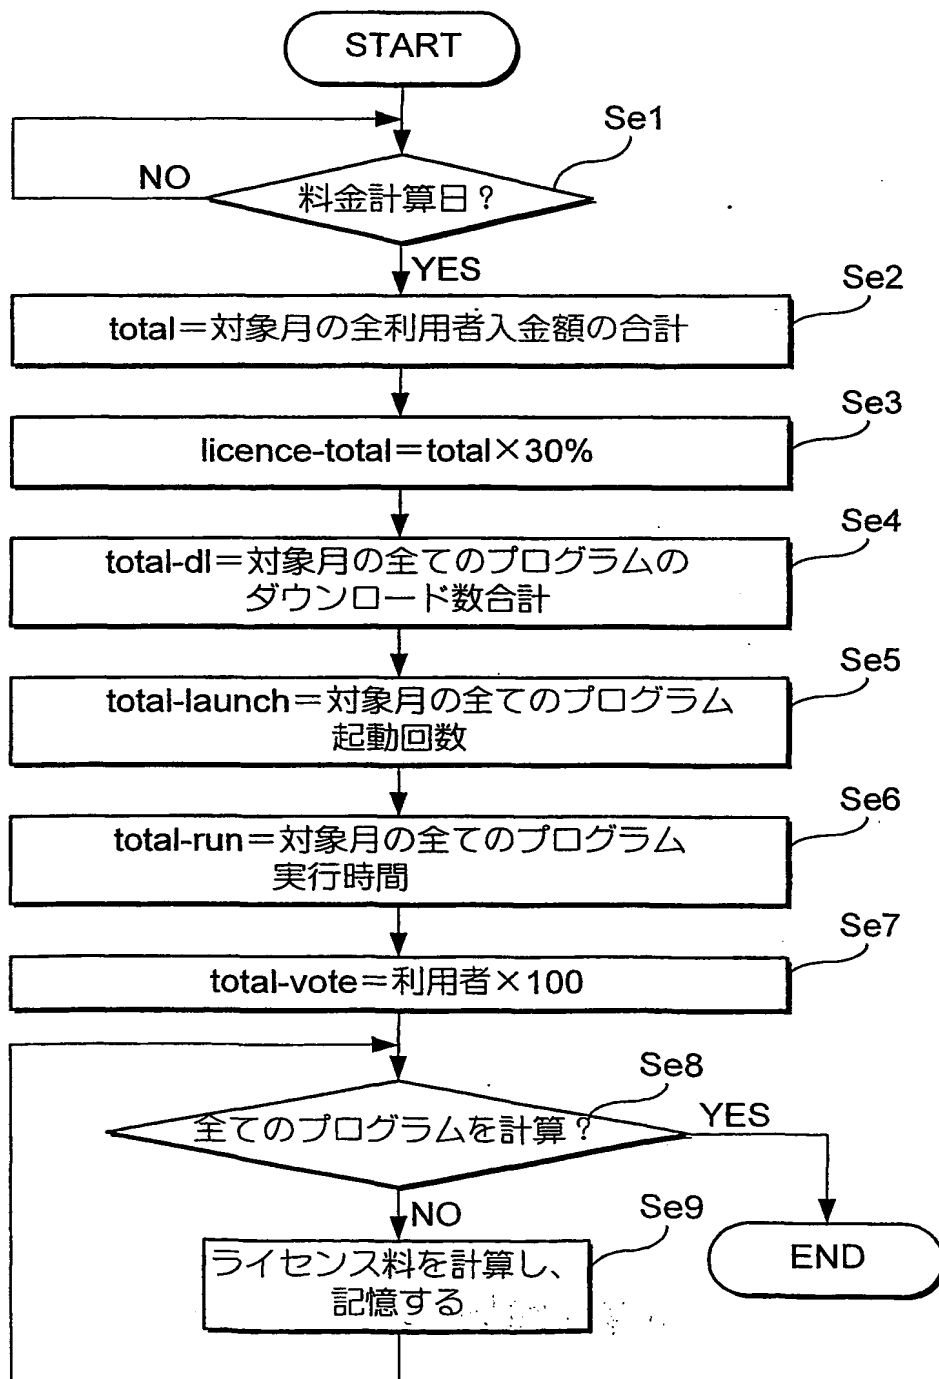 START
Se1
料金計算日？
NO
YES
Se2
total＝対象月の全利用者入金額の合計
Se3
licence-total＝total×30%
Se4
total-dl＝対象月の全てのプログラムの
ダウンロード数合計
Se5
total-launch＝対象月の全てのプログラム
起動回数
Se6
total-run＝対象月の全てのプログラム
実行時間
Se7
total-vote＝利用者×100
Se8
全てのプログラムを計算？
YES
NO
Se9
ライセンス料を計算し、
記憶する
END